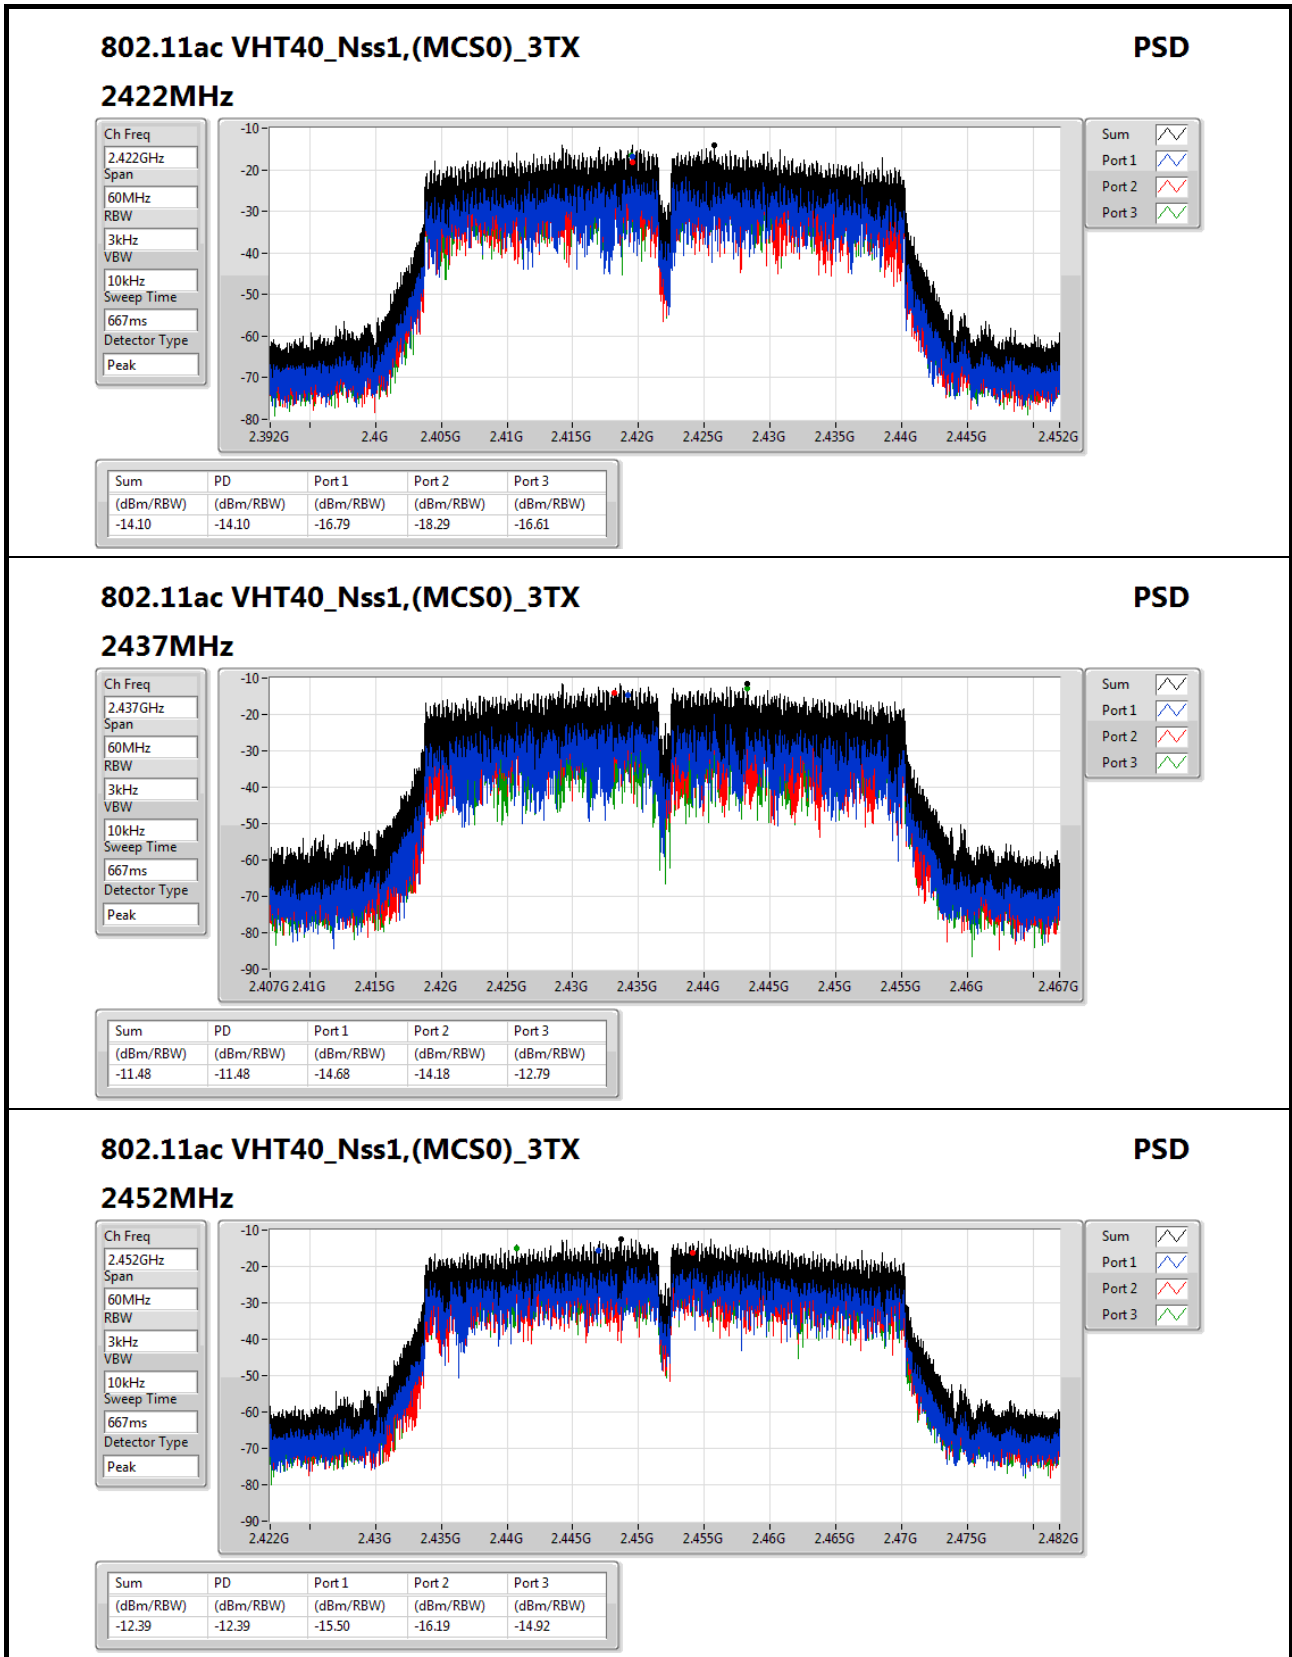 802.11ac VHT40_Nss1,(MCS0)_3TX PSD
2422MHz
Ch Freq
2.422GHz
Span
60MHz
RBW
3kHz
VBW
10kHz
Sweep Time
667ms
Detector Type
Peak
-10
-20
-30
-40
-50
-60
-70
-80
2.392G 2.4G 2.405G 2.41G 2.415G 2.42G 2.425G 2.43G 2.435G 2.44G 2.445G 2.452G
Sum
Port 1
Port 2
Port 3
Sum PD Port 1 Port 2 Port 3
(dBm/RBW) (dBm/RBW) (dBm/RBW) (dBm/RBW) (dBm/RBW)
-14.10 -14.10 -16.79 -18.29 -16.61
802.11ac VHT40_Nss1,(MCS0)_3TX PSD
2437MHz
Ch Freq
2.437GHz
Span
60MHz
RBW
3kHz
VBW
10kHz
Sweep Time
667ms
Detector Type
Peak
-10
-20
-30
-40
-50
-60
-70
-80
-90
2.407G 2.41G 2.415G 2.42G 2.425G 2.43G 2.435G 2.44G 2.445G 2.45G 2.455G 2.46G 2.467G
Sum
Port 1
Port 2
Port 3
Sum PD Port 1 Port 2 Port 3
(dBm/RBW) (dBm/RBW) (dBm/RBW) (dBm/RBW) (dBm/RBW)
-11.48 -11.48 -14.68 -14.18 -12.79
802.11ac VHT40_Nss1,(MCS0)_3TX PSD
2452MHz
Ch Freq
2.452GHz
Span
60MHz
RBW
3kHz
VBW
10kHz
Sweep Time
667ms
Detector Type
Peak
-10
-20
-30
-40
-50
-60
-70
-80
-90
2.422G 2.43G 2.435G 2.44G 2.445G 2.45G 2.455G 2.46G 2.465G 2.47G 2.475G 2.482G
Sum
Port 1
Port 2
Port 3
Sum PD Port 1 Port 2 Port 3
(dBm/RBW) (dBm/RBW) (dBm/RBW) (dBm/RBW) (dBm/RBW)
-12.39 -12.39 -15.50 -16.19 -14.92